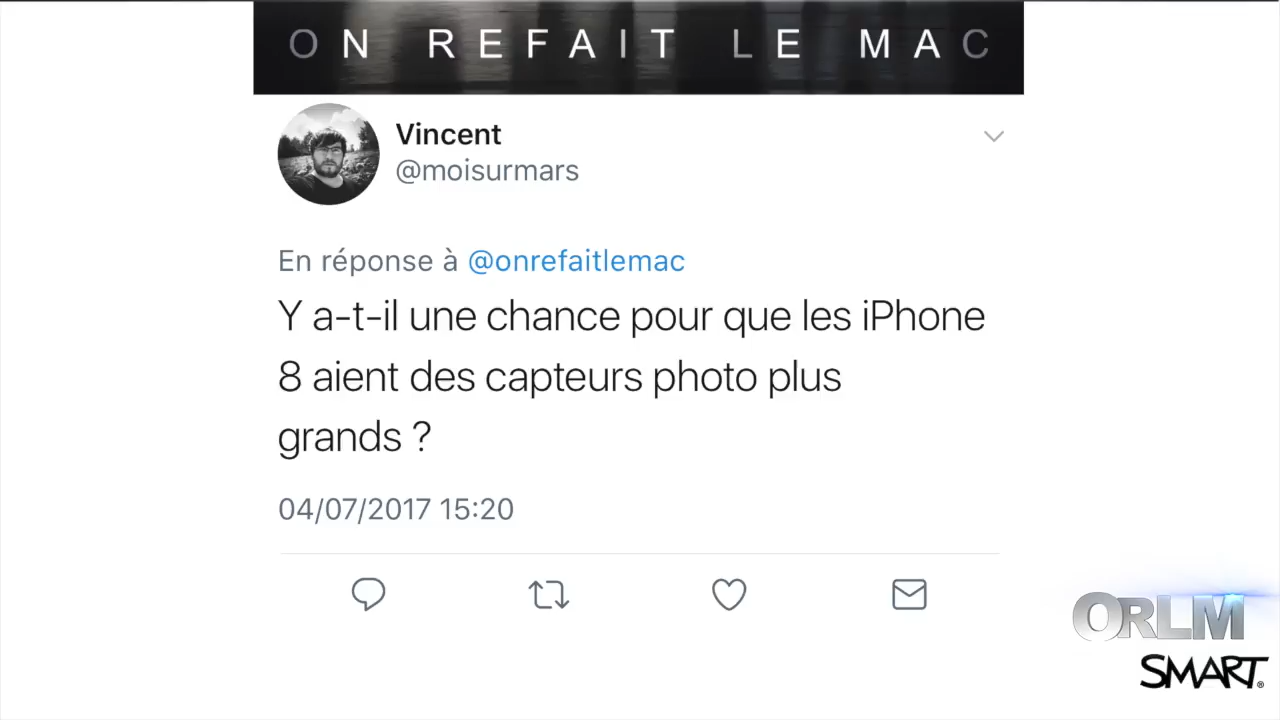 ON REFAIT LE MAC
Vincent
@moisurmars
En réponse à @onrefaitlemac
Y a-t-il une chance pour que les iPhone
8 aient des capteurs photo plus
grands ?
04/07/2017 15:20
ORLM
SMART®